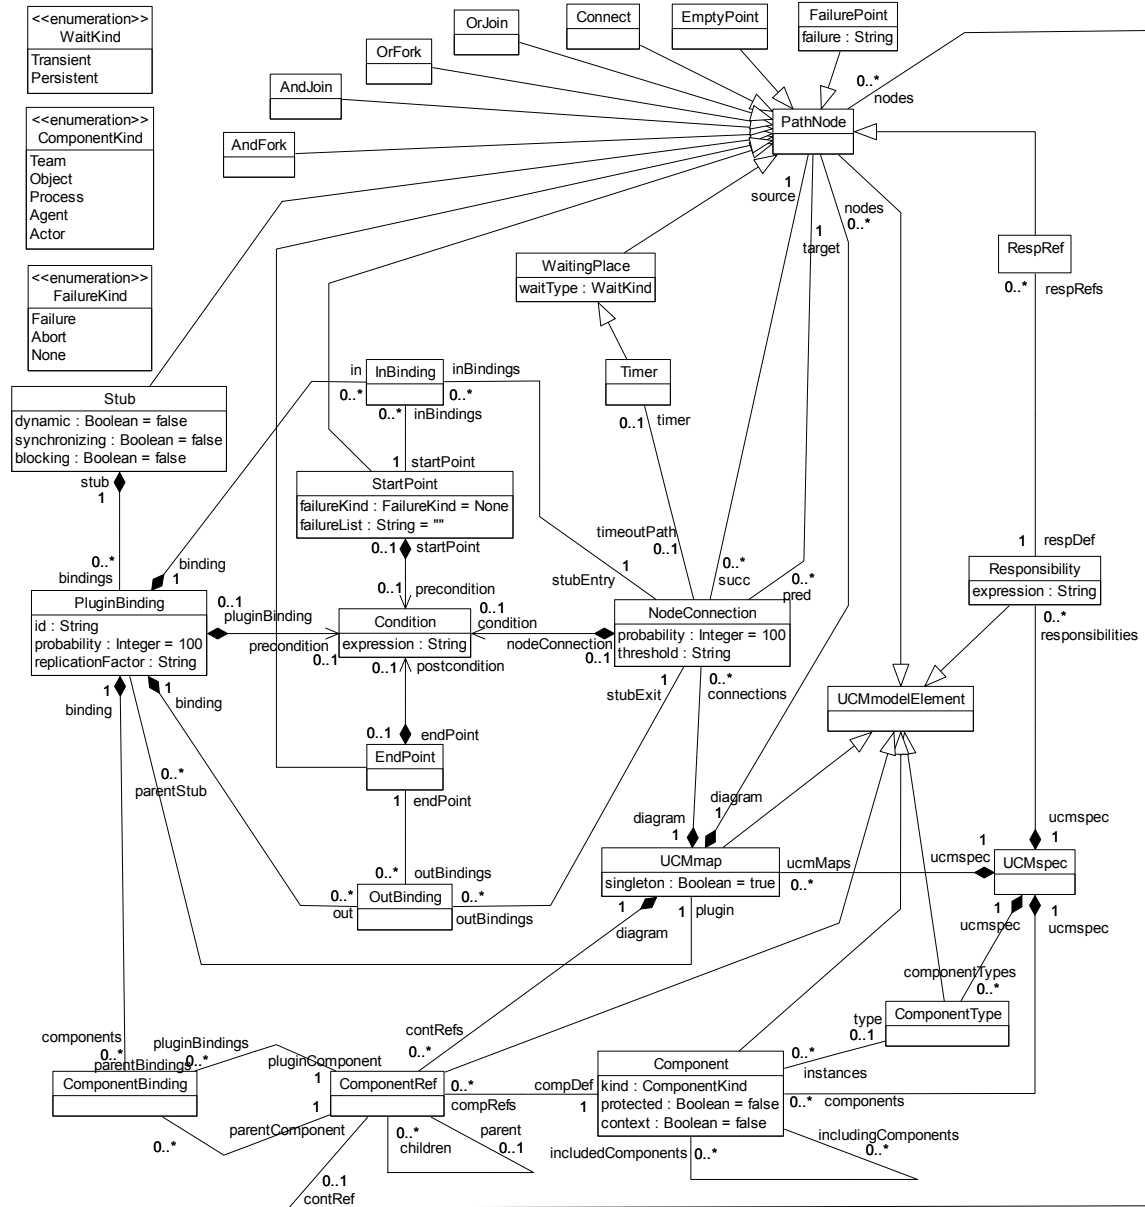 <<enumeration>>
WaitKind
Transient
Persistent
<<enumeration>>
ComponentKind
Team
Object
Process
Agent
Actor
<<enumeration>>
FailureKind
Failure
Abort
None
OrJoin
Connect
EmptyPoint
FailurePoint
failure : String
OrFork
AndJoin
AndFork
0..*
nodes
PathNode
1
source
1
target
nodes
0..*
RespRef
0..*
respRefs
WaitingPlace
waitType : WaitKind
Timer
0..1
timer
in
0..*
InBinding
inBindings
0..*
0..*
inBindings
Stub
dynamic : Boolean = false
synchronizing : Boolean = false
blocking : Boolean = false
stub
1
1
startPoint
StartPoint
failureKind : FailureKind = None
failureList : String = ""
0..1
startPoint
timeoutPath
0..1
0..*
bindings
binding
1
0..1
precondition
stubEntry
1
0..*
succ
0..*
pred
1
respDef
Responsibility
expression : String
0..*
responsibilities
PluginBinding
id : String
probability : Integer = 100
replicationFactor : String
0..1
pluginBinding
precondition
0..1
Condition
expression : String
0..1
condition
nodeConnection
0..1
NodeConnection
probability : Integer = 100
threshold : String
0..1
postcondition
1
binding
1
binding
stubExit
1
0..*
connections
UCMmodelElement
0..1
endPoint
EndPoint
1
endPoint
0..*
parentStub
diagram
1
diagram
1
ucmspec
1
UCMmap
singleton : Boolean = true
ucmMaps
0..*
1
ucmspec
UCMspec
0..*
outBindings
0..*
out
OutBinding
0..*
outBindings
1
diagram
1
plugin
1
ucmspec
1
ucmspec
componentTypes
0..*
ComponentType
type
0..1
contRefs
0..*
components
0..*
parentBindings
pluginBindings
0..*
pluginComponent
1
ComponentBinding
ComponentRef
0..*
compRefs
compDef
1
Component
kind : ComponentKind
protected : Boolean = false
context : Boolean = false
0..*
instances
0..*
components
1
parentComponent
0..*
0..*
children
parent
0..1
includedComponents
0..*
includingComponents
0..*
0..1
contRef